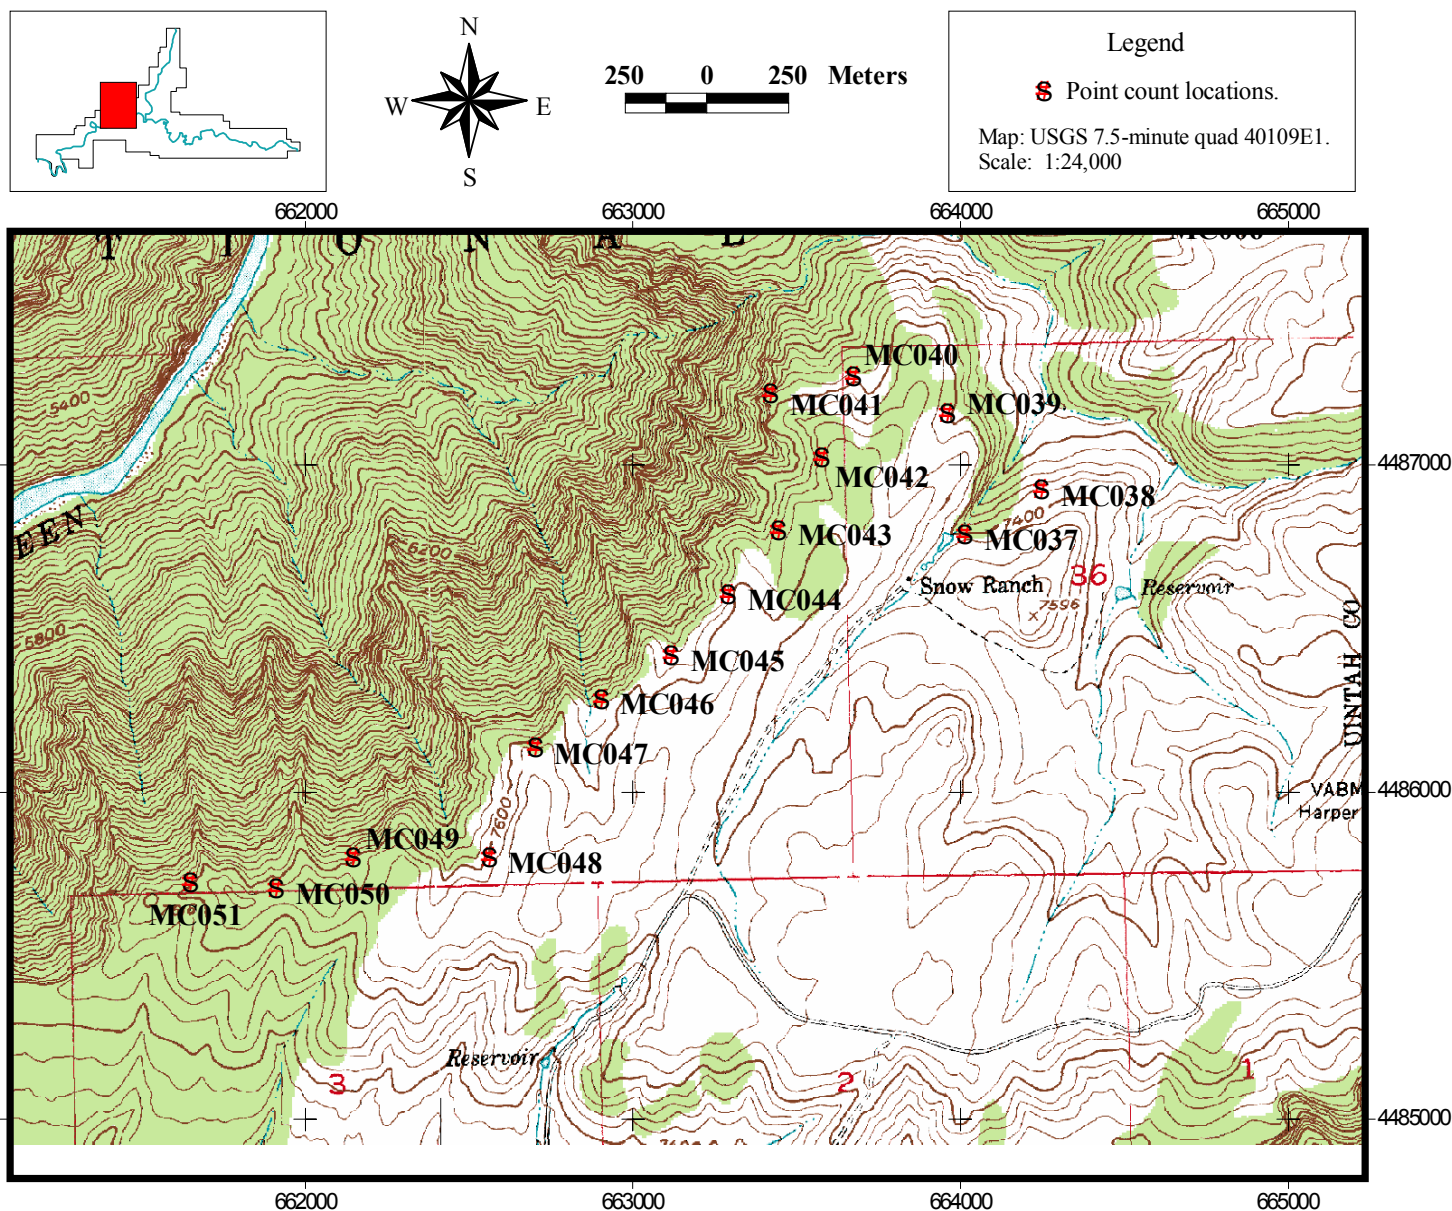 N
W E
S
250 0 250 Meters
Legend
S Point count locations.
Map: USGS 7.5-minute quad 40109E1.
Scale: 1:24,000
662000 663000 664000 665000
T I O N A L
MC040
MC041
MC039
5400
4487000
MC042
MC038
EEN
7400
MC043
MC037
6200
36
Snow Ranch
Reservoir
MC044
7596
5800
UINTAH CO
MC045
MC046
MC047
4486000
VABM
Harper
7600
MC049
MC048
MC050
MC051
Reservoir
3
2
1
4485000
662000 663000 664000 665000